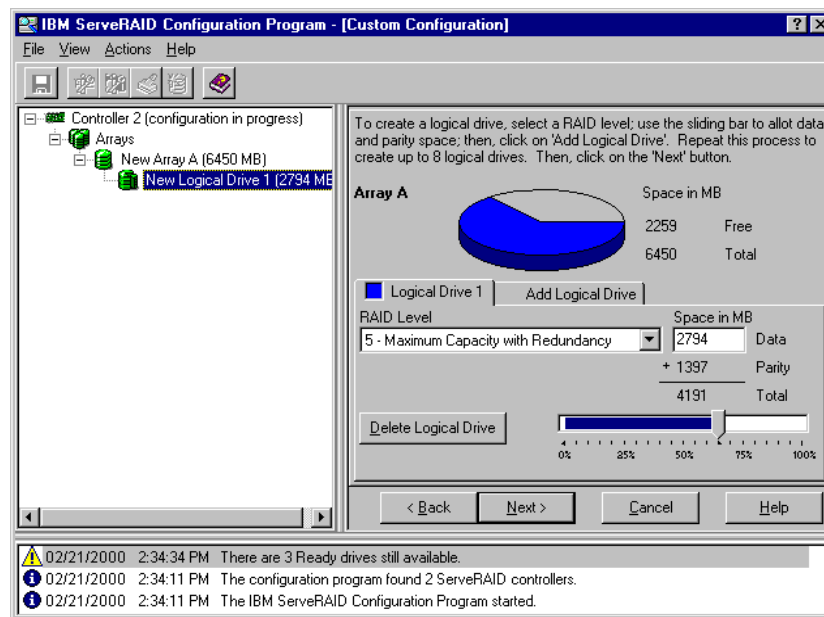 IBM ServeRAID Configuration Program - [Custom Configuration]
File View Actions Help
Controller 2 (configuration in progress)
Arrays
New Array A (6450 MB)
New Logical Drive 1 (2794 MB
To create a logical drive, select a RAID level; use the sliding bar to allot data
and parity space; then, click on 'Add Logical Drive'. Repeat this process to
create up to 8 logical drives. Then, click on the 'Next' button.
Array A
Space in MB
2259 Free
6450 Total
Logical Drive 1
Add Logical Drive
RAID Level
Space in MB
5 - Maximum Capacity with Redundancy
2794 Data
+ 1397 Parity
4191 Total
Delete Logical Drive
0% 25% 50% 75% 100%
< Back
Next >
Cancel
Help
02/21/2000 2:34:34 PM There are 3 Ready drives still available.
02/21/2000 2:34:11 PM The configuration program found 2 ServeRAID controllers.
02/21/2000 2:34:11 PM The IBM ServeRAID Configuration Program started.